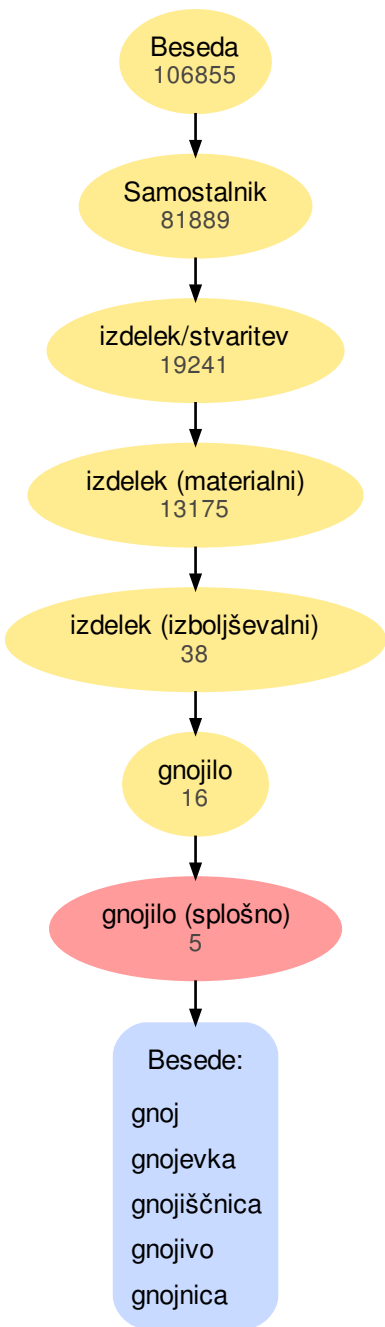 Beseda
106855
Samostalnik
81889
izdelek/stvaritev
19241
izdelek (materialni)
13175
izdelek (izboljševalni)
38
gnojilo
16
gnojilo (splošno)
5
Besede:
gnoj
gnojevka
gnojiščnica
gnojivo
gnojnica